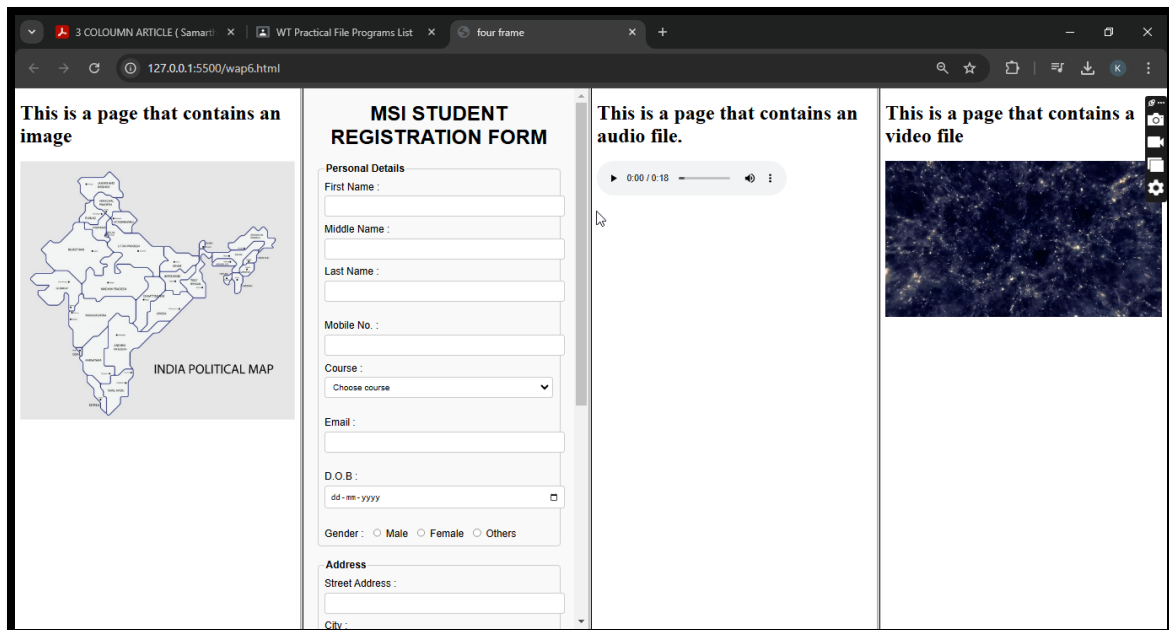 3 COLOUMN ARTICLE ( Samarth
WT Practical File Programs List
four frame
127.0.0.1:5500/wap6.html
K
This is a page that contains an
image
INDIA POLITICAL MAP
MSI STUDENT
REGISTRATION FORM
Personal Details
First Name :
Middle Name :
Last Name :
Mobile No. :
Course :
Choose course
Email :
D.O.B :
dd-mm-yyyy
Gender : Male Female Others
Address
Street Address :
City :
This is a page that contains an
audio file.
0:00 / 0:18
This is a page that contains a
video file